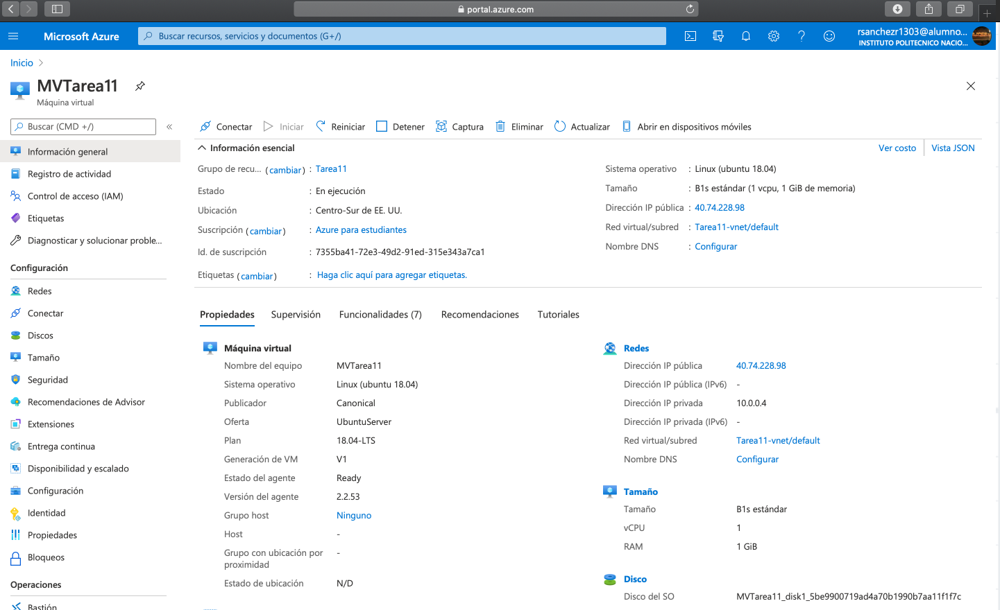 portal.azure.com
Microsoft Azure
Buscar recursos, servicios y documentos (G+/)
rsanchezr1303@alumno...
INSTITUTO POLITECNICO NACIO...
Inicio
MVTarea11
Máquina virtual
Buscar (CMD +/)
Conectar
Iniciar
Reiniciar
Detener
Captura
Eliminar
Actualizar
Abrir en dispositivos móviles
Información general
Registro de actividad
Control de acceso (IAM)
Etiquetas
Diagnosticar y solucionar proble...
Configuración
Redes
Conectar
Discos
Tamaño
Seguridad
Recomendaciones de Advisor
Extensiones
Entrega continua
Disponibilidad y escalado
Configuración
Identidad
Propiedades
Bloqueos
Operaciones
Bastión
Información esencial
Ver costo
Vista JSON
Grupo de recu... (cambiar) : Tarea11
Estado : En ejecución
Ubicación : Centro-Sur de EE. UU.
Suscripción (cambiar) : Azure para estudiantes
Id. de suscripción : 7355ba41-72e3-49d2-91ed-315e343a7ca1
Etiquetas (cambiar) : Haga clic aquí para agregar etiquetas.
Sistema operativo : Linux (ubuntu 18.04)
Tamaño : B1s estándar (1 vcpu, 1 GiB de memoria)
Dirección IP pública : 40.74.228.98
Red virtual/subred : Tarea11-vnet/default
Nombre DNS : Configurar
Propiedades
Supervisión
Funcionalidades (7)
Recomendaciones
Tutoriales
Máquina virtual
Nombre del equipo MVTarea11
Sistema operativo Linux (ubuntu 18.04)
Publicador Canonical
Oferta UbuntuServer
Plan 18.04-LTS
Generación de VM V1
Estado del agente Ready
Versión del agente 2.2.53
Grupo host Ninguno
Host -
Grupo con ubicación por -
proximidad
Estado de ubicación N/D
Redes
Dirección IP pública 40.74.228.98
Dirección IP pública (IPv6) -
Dirección IP privada 10.0.0.4
Dirección IP privada (IPv6) -
Red virtual/subred Tarea11-vnet/default
Nombre DNS Configurar
Tamaño
Tamaño B1s estándar
vCPU 1
RAM 1 GiB
Disco
Disco del SO MVTarea11_disk1_5be9900719ad4a70b1990b7aa11f1f7c